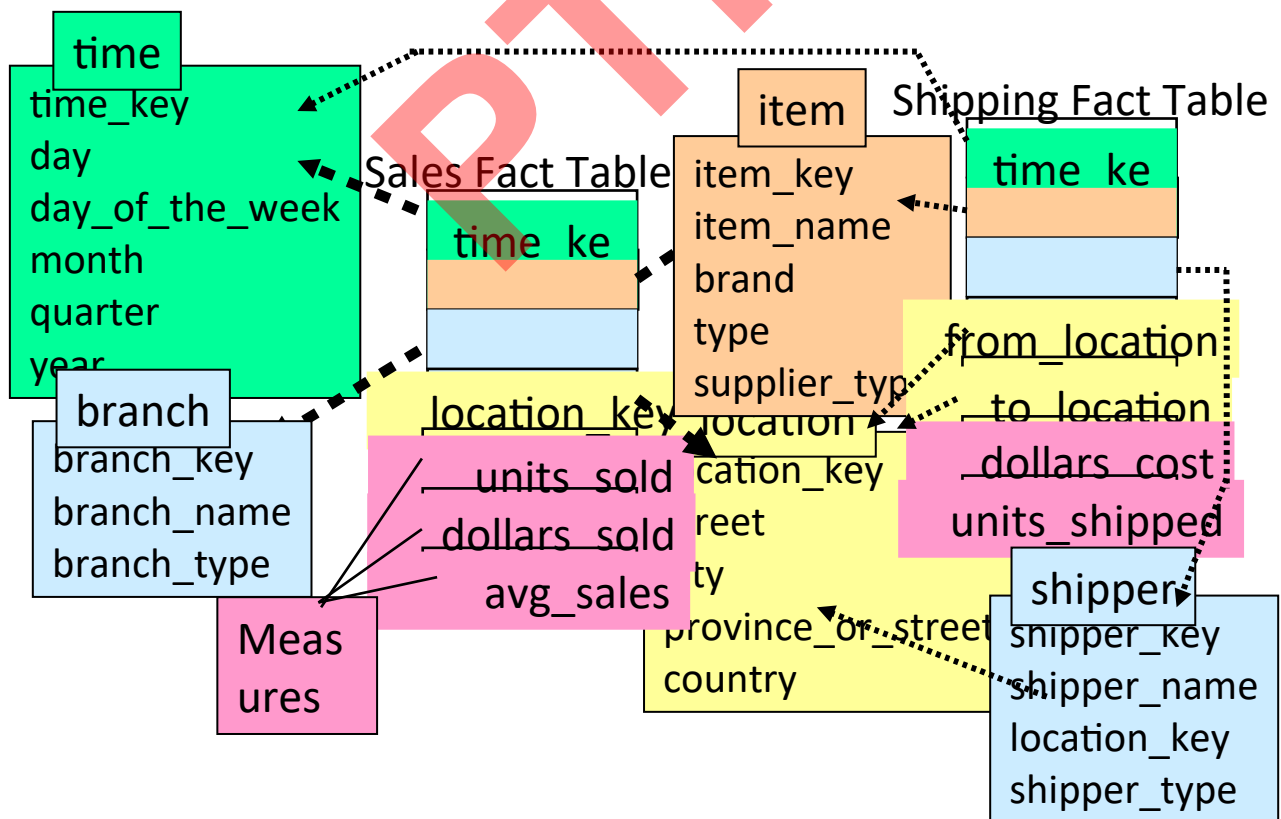 time
time_key
day
day_of_the_week
month
quarter
year
Sales Fact Table
time_ke
location_key
units_sold
dollars_sold
avg_sales
Meas
ures
branch
branch_key
branch_name
branch_type
item
item_key
item_name
brand
type
supplier_typ
location
cation_key
reet
ty
province_or_street
country
Shipping Fact Table
time_ke
from_location
to_location
dollars_cost
units_shipped
shipper
shipper_key
shipper_name
location_key
shipper_type